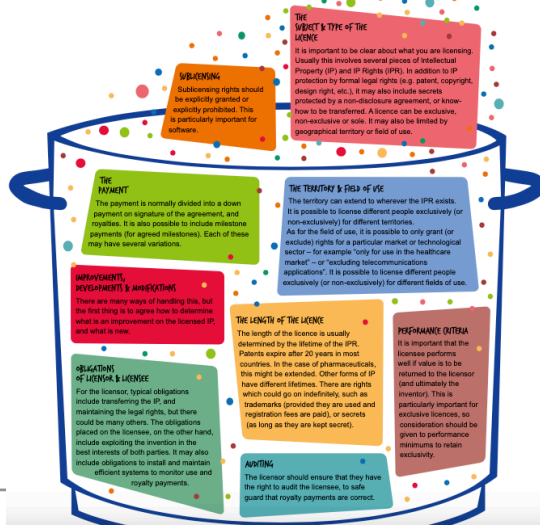 THE
SUBJECT & TYPE OF THE
LICENCE
It is important to be clear about what you are licensing.
Usually this involves several pieces of Intellectual
Property (IP) and IP Rights (IPR). In addition to IP
protection by formal legal rights (e.g. patent, copyright,
design right, etc.), it may also include secrets
protected by a non-disclosure agreement, or know-
how to be transferred. A licence can be exclusive,
non-exclusive or sole. It may also be limited by
geographical territory or field of use.
SUBLICENSING
Sublicensing rights should
be explicitly granted or
explicitly prohibited. This
is particularly important for
software.
THE
PAYMENT
The payment is normally divided into a down
payment on signature of the agreement, and
royalties. It is also possible to include milestone
payments (for agreed milestones). Each of these
may have several variations.
THE TERRITORY & FIELD OF USE
The territory can extend to wherever the IPR exists.
It is possible to license different people exclusively (or
non-exclusively) for different territories.
As for the field of use, it is possible to only grant (or
exclude) rights for a particular market or technological
sector – for example "only for use in the healthcare
market" – or "excluding telecommunications
applications". It is possible to license different people
exclusively (or non-exclusively) for different fields of use.
IMPROVEMENTS,
DEVELOPMENTS & MODIFICATIONS
There are many ways of handling this, but
the first thing is to agree how to determine
what is an improvement on the licensed IP,
and what is new.
THE LENGTH OF THE LICENCE
The length of the licence is usually
determined by the lifetime of the IPR.
Patents expire after 20 years in most
countries. In the case of pharmaceuticals,
this might be extended. Other forms of IP
have different lifetimes. There are rights
which could go on indefinitely, such as
trademarks (provided they are used and
registration fees are paid), or secrets
(as long as they are kept secret).
PERFORMANCE CRITERIA
It is important that the
licensee performs
well if value is to be
returned to the licensor
(and ultimately the
inventor). This is
particularly important for
exclusive licences, so
consideration should be
given to performance
minimums to retain
exclusivity.
OBLIGATIONS
OF LICENSOR & LICENSEE
For the licensor, typical obligations
include transferring the IP, and
maintaining the legal rights, but there
could be many others. The obligations
placed on the licensee, on the other hand,
include exploiting the invention in the
best interests of both parties. It may also
include obligations to install and maintain
efficient systems to monitor use and
royalty payments.
AUDITING
The licensor should ensure that they have
the right to audit the licensee, to safe
guard that royalty payments are correct.